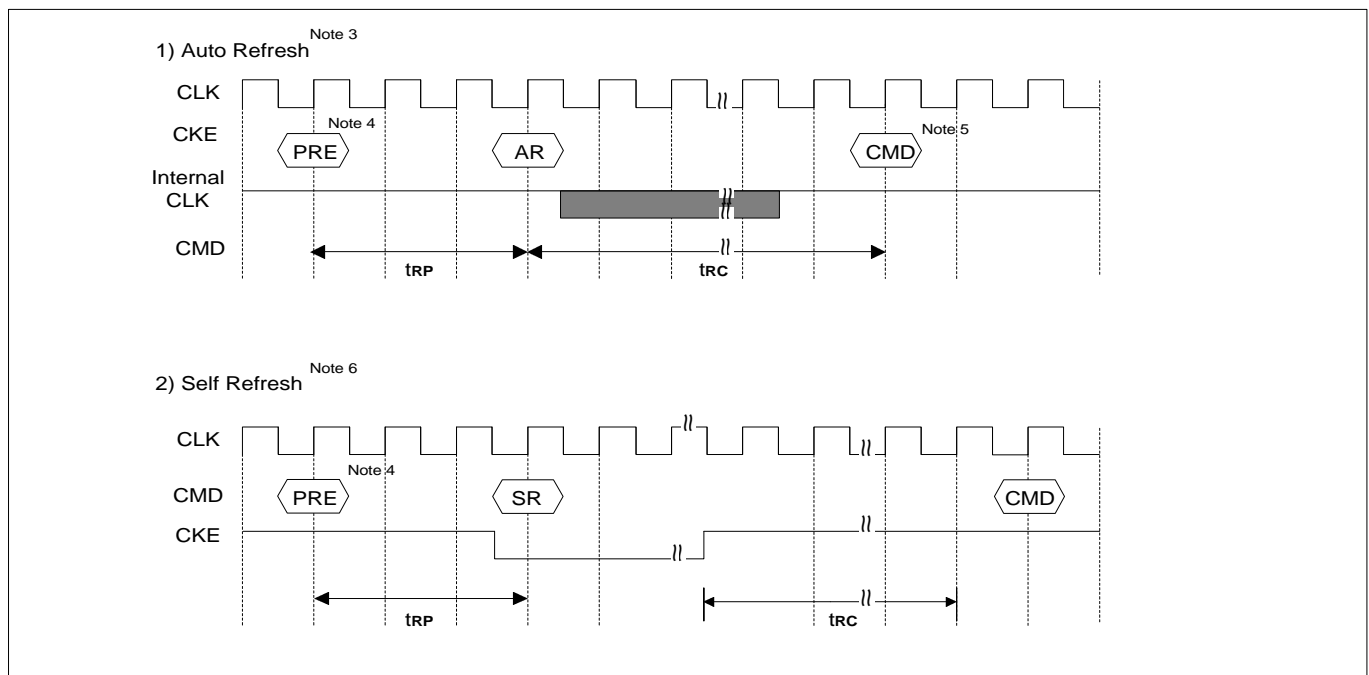 1) Auto Refresh Note 3
CLK
CKE
Note 4
Note 5
PRE
AR
CMD
Internal
CLK
CMD
tRP
tRC
2) Self Refresh Note 6
CLK
Note 4
CMD
PRE
SR
CMD
CKE
tRP
tRC